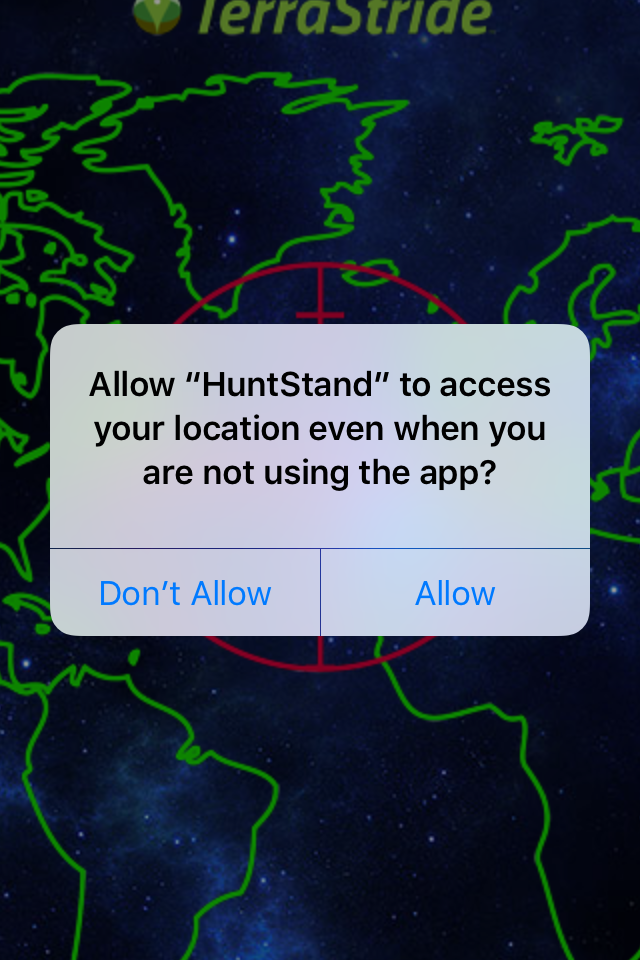 TerraStride
Allow “HuntStand” to access
your location even when you
are not using the app?
Don’t Allow
Allow